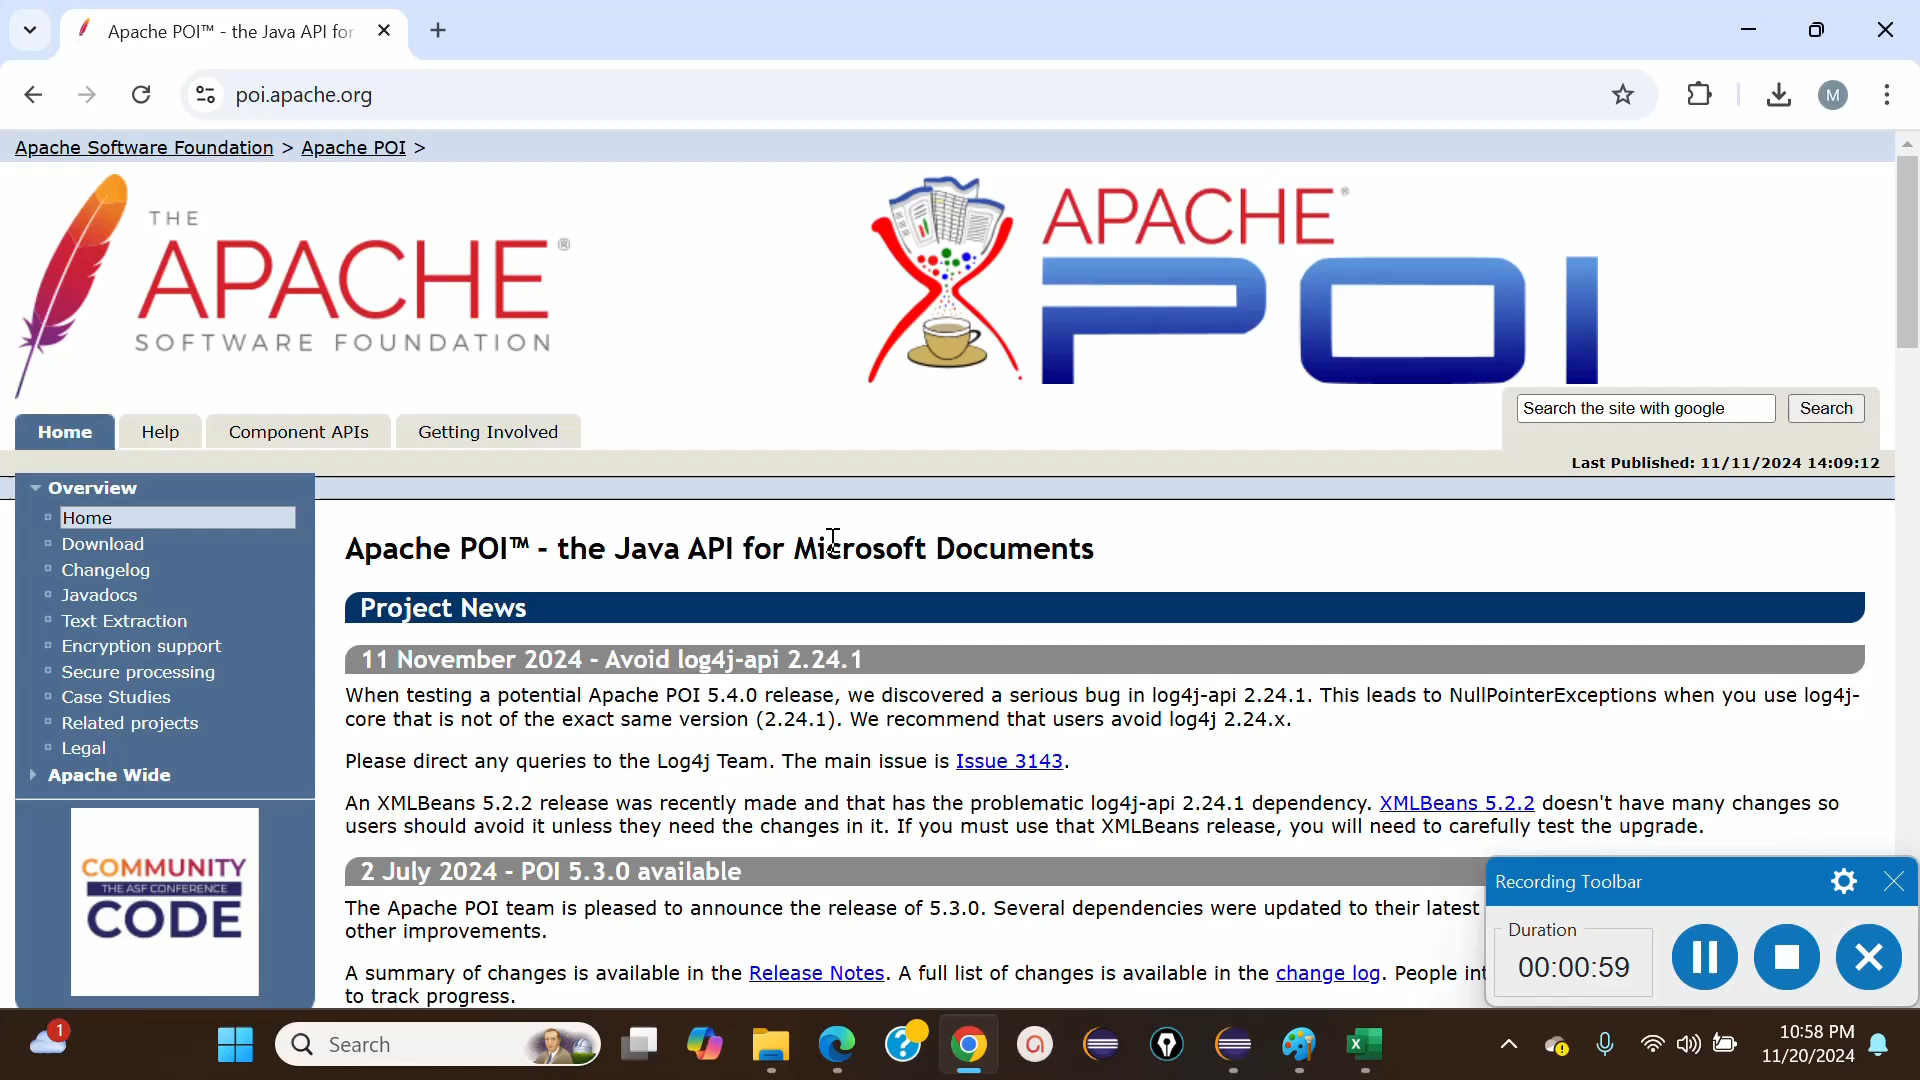 Apache POI™ - the Java API for
poi.apache.org
M
Apache Software Foundation > Apache POI >
THE
APACHE®
SOFTWARE FOUNDATION
APACHE®
POI
Home
Help
Component APIs
Getting Involved
Search the site with google
Search
Last Published: 11/11/2024 14:09:12
Overview
Home
Download
Changelog
Javadocs
Text Extraction
Encryption support
Secure processing
Case Studies
Related projects
Legal
Apache Wide
COMMUNITY
THE ASF CONFERENCE
CODE
Apache POI™ - the Java API for Microsoft Documents
Project News
11 November 2024 - Avoid log4j-api 2.24.1
When testing a potential Apache POI 5.4.0 release, we discovered a serious bug in log4j-api 2.24.1. This leads to NullPointerExceptions when you use log4j-
core that is not of the exact same version (2.24.1). We recommend that users avoid log4j 2.24.x.
Please direct any queries to the Log4j Team. The main issue is Issue 3143.
An XMLBeans 5.2.2 release was recently made and that has the problematic log4j-api 2.24.1 dependency. XMLBeans 5.2.2 doesn't have many changes so
users should avoid it unless they need the changes in it. If you must use that XMLBeans release, you will need to carefully test the upgrade.
2 July 2024 - POI 5.3.0 available
The Apache POI team is pleased to announce the release of 5.3.0. Several dependencies were updated to their latest
other improvements.
A summary of changes is available in the Release Notes. A full list of changes is available in the change log. People int
to track progress.
Recording Toolbar
Duration
00:00:59
1
Search
10:58 PM
11/20/2024